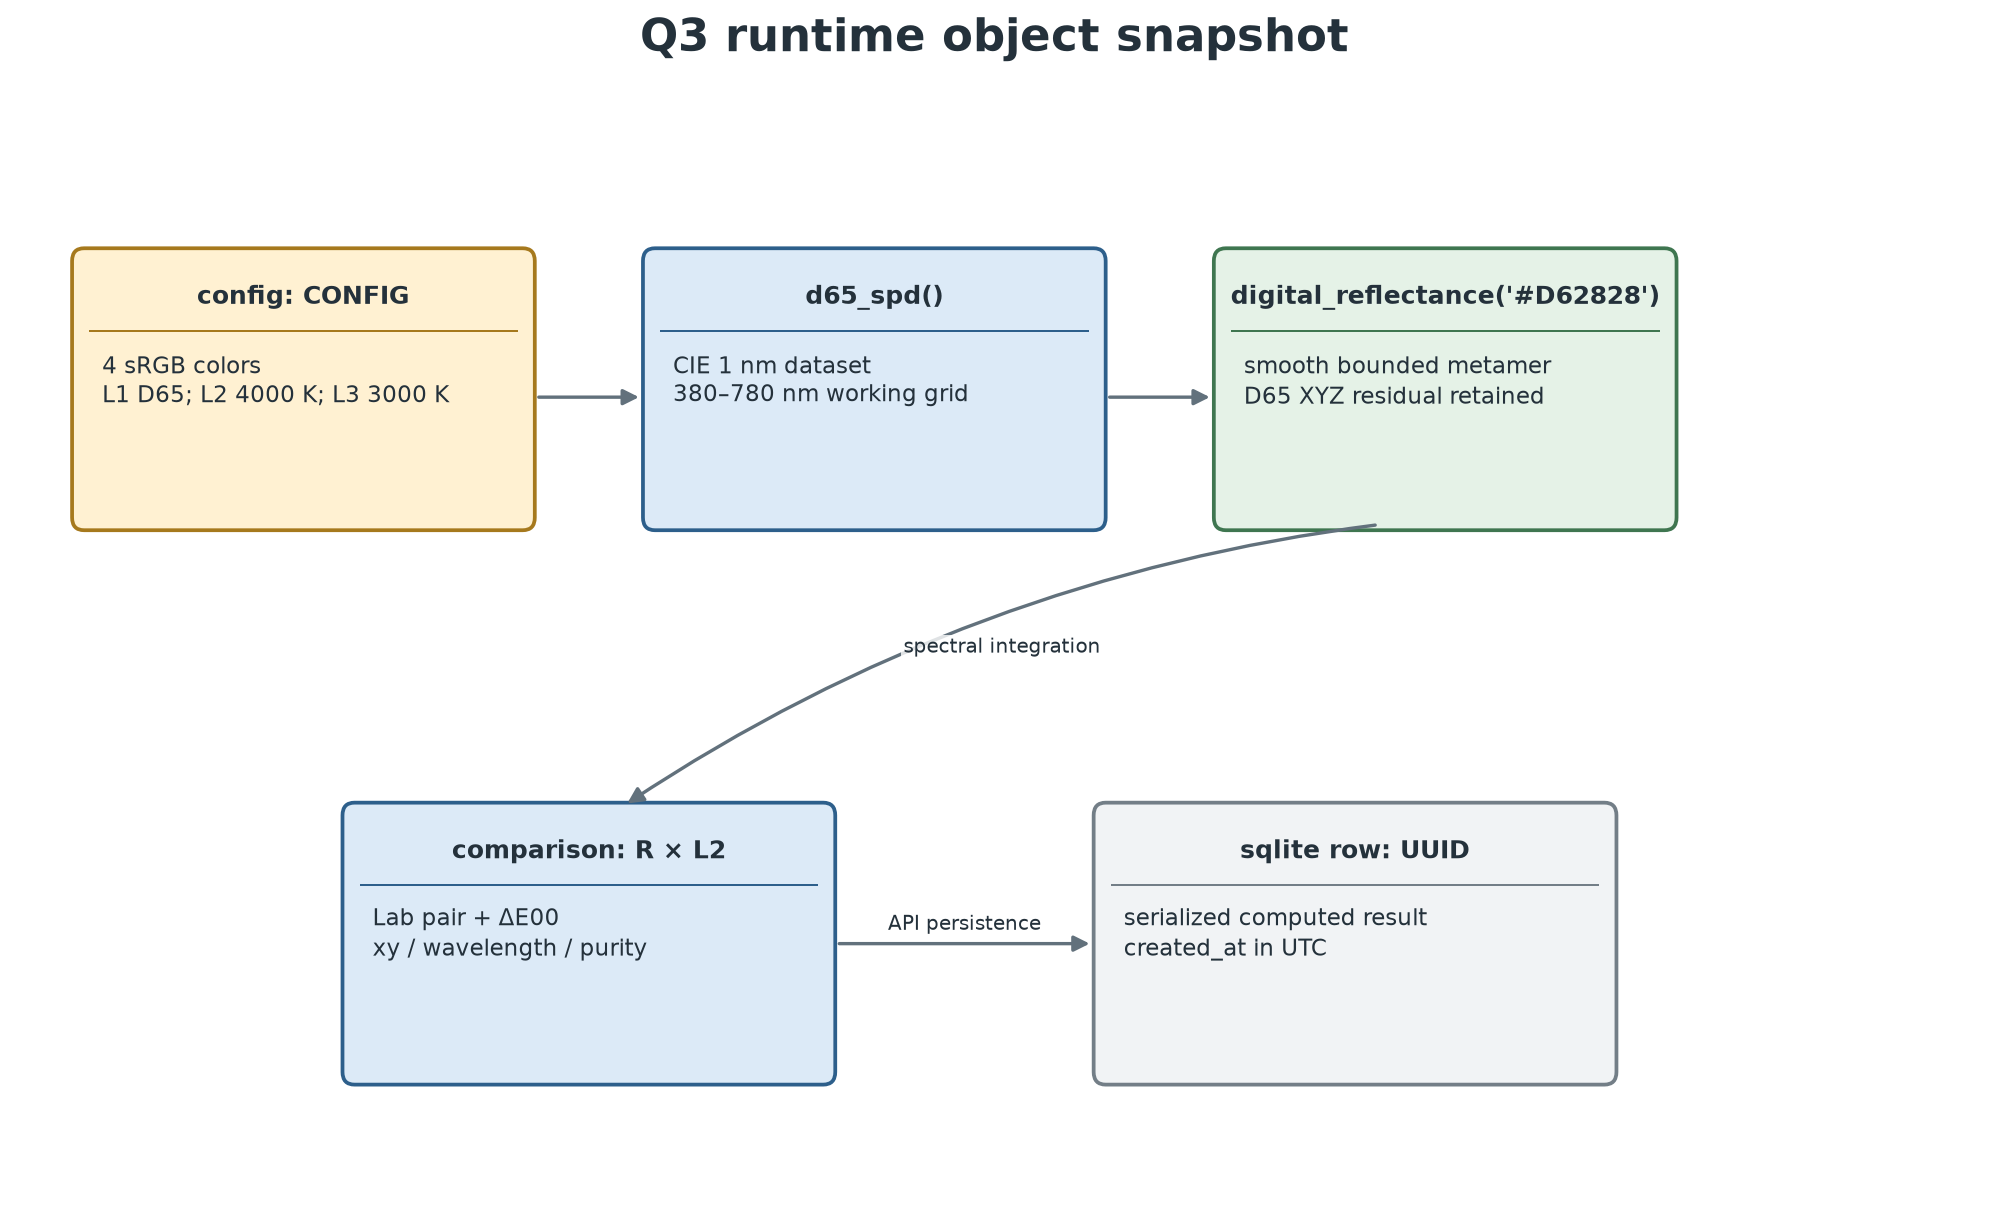 Q3 runtime object snapshot
config: CONFIG
4 sRGB colors
L1 D65; L2 4000 K; L3 3000 K
d65_spd()
CIE 1 nm dataset
380–780 nm working grid
digital_reflectance('#D62828')
smooth bounded metamer
D65 XYZ residual retained
spectral integration
comparison: R × L2
Lab pair + ΔE00
xy / wavelength / purity
API persistence
sqlite row: UUID
serialized computed result
created_at in UTC